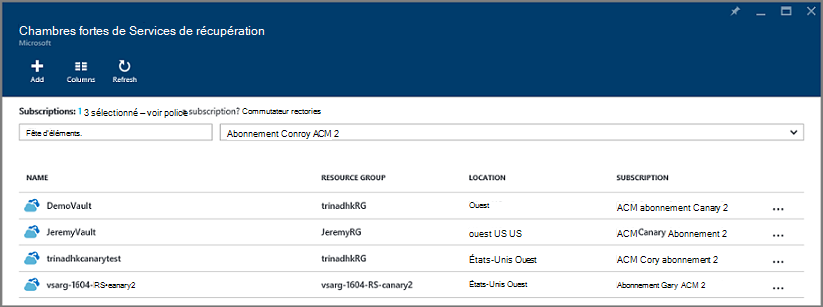 Chambres fortes de Services de récupération
Microsoft
Add Columns Refresh
Subscriptions: 1 3 sélectionné – voir police subscription? Commutateur rectories
Fête d'éléments. Abonnement Conroy ACM 2
NAME RESOURCE GROUP LOCATION SUBSCRIPTION
DemoVault trinadhkRG Ouest ACM abonnement Canary 2 ...
JeremyVault JeremyRG ouest US US ACM Canary Abonnement 2 ...
trinadhkcanarytest trinadhkRG États-Unis Ouest ACM Cory abonnement 2 ...
vsarg-1604-RS-canary2 vsarg-1604-RS-canary2 États-Unis Ouest Abonnement Gary ACM 2 ...